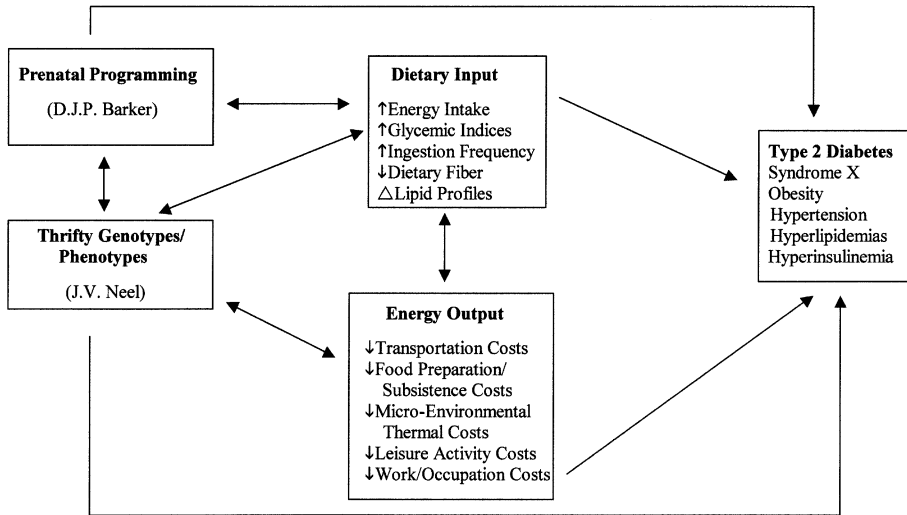 Prenatal Programming
(D.J.P. Barker)
Thrifty Genotypes/
Phenotypes
(J.V. Neel)
Dietary Input
↑Energy Intake
↑Glycemic Indices
↑Ingestion Frequency
↓Dietary Fiber
△Lipid Profiles
Energy Output
↓Transportation Costs
↓Food Preparation/
Subsistence Costs
↓Micro-Environmental
Thermal Costs
↓Leisure Activity Costs
↓Work/Occupation Costs
Type 2 Diabetes
Syndrome X
Obesity
Hypertension
Hyperlipidemias
Hyperinsulinemia